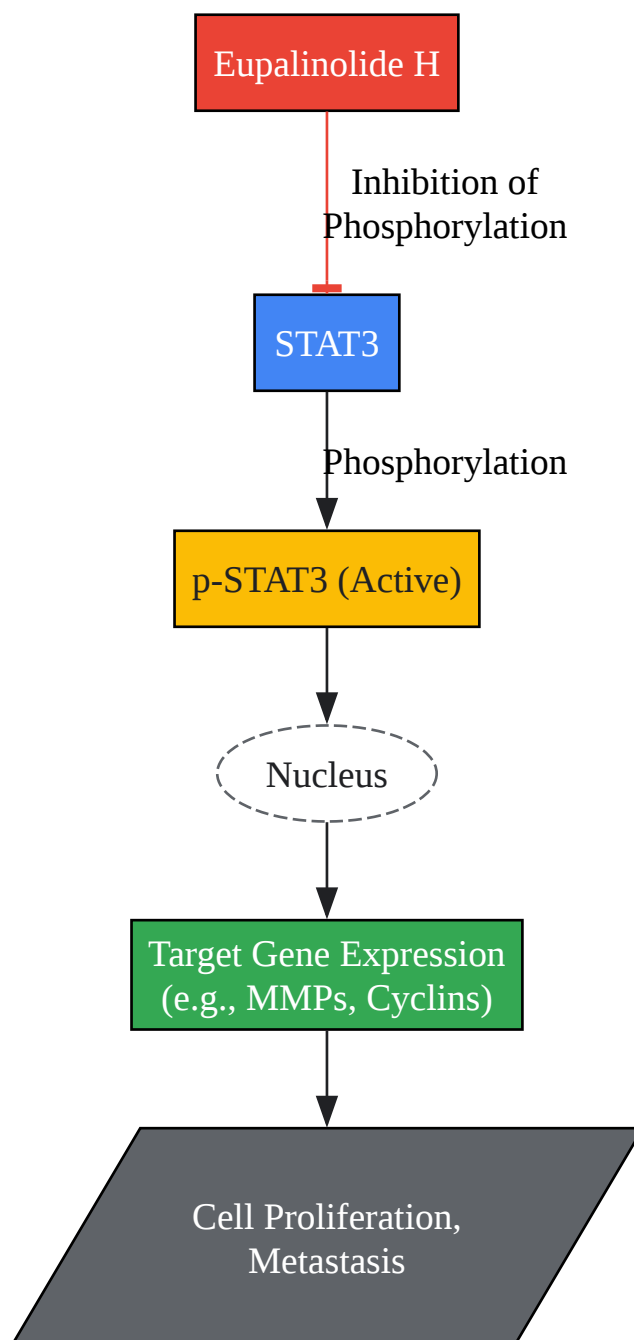 Eupalinolide H
Inhibition of
Phosphorylation
STAT3
Phosphorylation
p-STAT3 (Active)
Nucleus
Target Gene Expression
(e.g., MMPs, Cyclins)
Cell Proliferation,
Metastasis